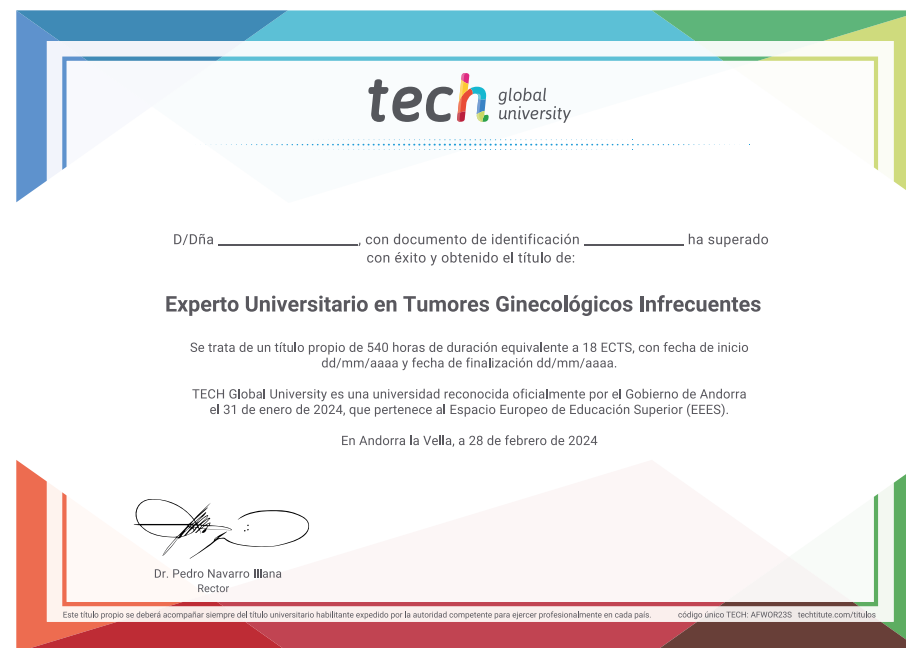 tech global university
D/Dña ____________________, con documento de identificación ______________ ha superado
con éxito y obtenido el título de:
Experto Universitario en Tumores Ginecológicos Infrecuentes
Se trata de un título propio de 540 horas de duración equivalente a 18 ECTS, con fecha de inicio
dd/mm/aaaa y fecha de finalización dd/mm/aaaa.
TECH Global University es una universidad reconocida oficialmente por el Gobierno de Andorra
el 31 de enero de 2024, que pertenece al Espacio Europeo de Educación Superior (EEES).
En Andorra la Vella, a 28 de febrero de 2024
Dr. Pedro Navarro Illana
Rector
Este título propio se deberá acompañar siempre del título universitario habilitante expedido por la autoridad competente para ejercer profesionalmente en cada país. código único TECH: AFWOR23S techtitute.com/titulos